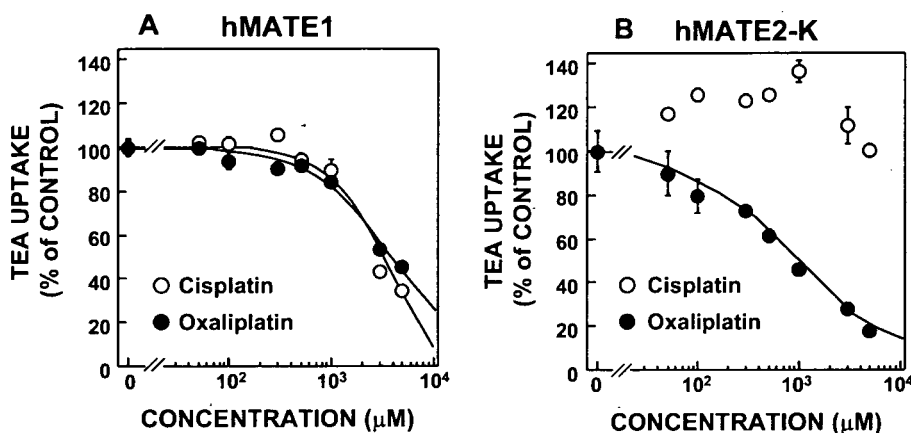 A hMATE1
TEA UPTAKE
(% of CONTROL)
140
120
100
80
60
40
20
0
Cisplatin
Oxaliplatin
0 10² 10³ 10⁴
CONCENTRATION (μM)
B hMATE2-K
TEA UPTAKE
(% of CONTROL)
140
120
100
80
60
40
20
0
Cisplatin
Oxaliplatin
0 10² 10³ 10⁴
CONCENTRATION (μM)